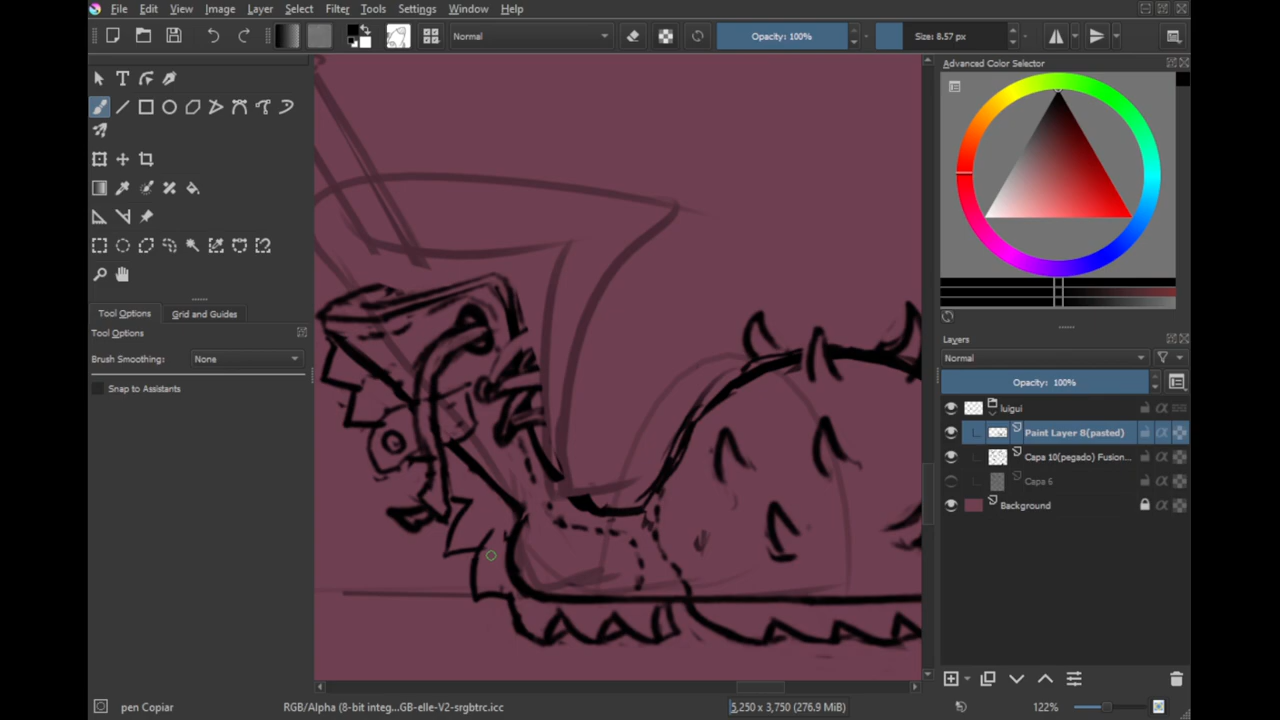 File Edit View Image Layer Select Filter Tools Settings Window Help
Normal
Opacity: 100%
Size: 8.57 px
Advanced Color Selector
Tool Options
Grid and Guides
Tool Options
Brush Smoothing:
None
Snap to Assistants
Layers
Normal
Opacity: 100%
luigui
Paint Layer 8(pasted)
Capa 10(pegado) Fusion...
Capa 6
Background
pen Copiar
RGB/Alpha (8-bit integ...GB-elle-V2-srgbtrc.icc
5,250 x 3,750 (276.9 MiB)
122%